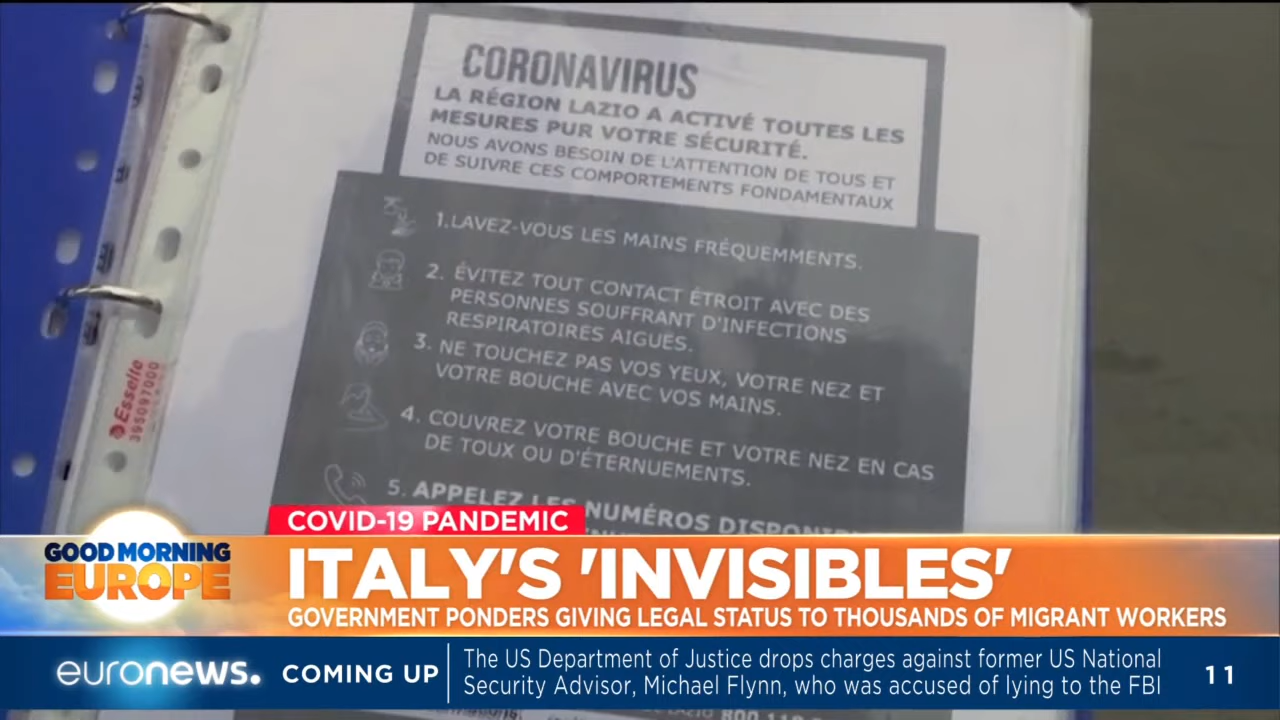 CORONAVIRUS
LA RÉGION LAZIO A ACTIVÉ TOUTES LES
MESURES PUR VOTRE SÉCURITÉ.
NOUS AVONS BESOIN DE L'ATTENTION DE TOUS ET
DE SUIVRE CES COMPORTEMENTS FONDAMENTAUX
1.LAVEZ-VOUS LES MAINS FRÉQUEMMENTS.
2. ÉVITEZ TOUT CONTACT ÉTROIT AVEC DES
PERSONNES SOUFFRANT D'INFECTIONS
RESPIRATOIRES AIGUËS.
3. NE TOUCHEZ PAS VOS YEUX, VOTRE NEZ ET
VOTRE BOUCHE AVEC VOS MAINS.
4. COUVREZ VOTRE BOUCHE ET VOTRE NEZ EN CAS
DE TOUX OU D'ÉTERNUEMENTS.
5. APPELEZ LES NUMÉROS
Esselte
395097000
COVID-19 PANDEMIC
GOOD MORNING
EUROPE
ITALY'S 'INVISIBLES'
GOVERNMENT PONDERS GIVING LEGAL STATUS TO THOUSANDS OF MIGRANT WORKERS
euronews.
COMING UP
The US Department of Justice drops charges against former US National
Security Advisor, Michael Flynn, who was accused of lying to the FBI
11